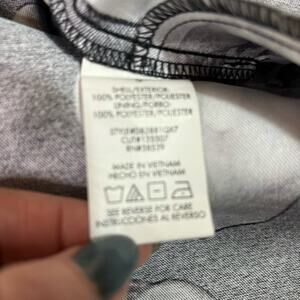 SHELL/EXTERIOR:
100% POLYESTER/POLIESTER
LINING/FORRO:
100% POLYESTER/POLIESTER
MADE IN VIETNAM
HECHO EN VIETNAM
SEE REVERSE FOR CARE
INSTRUCCIONES AL REVERSO